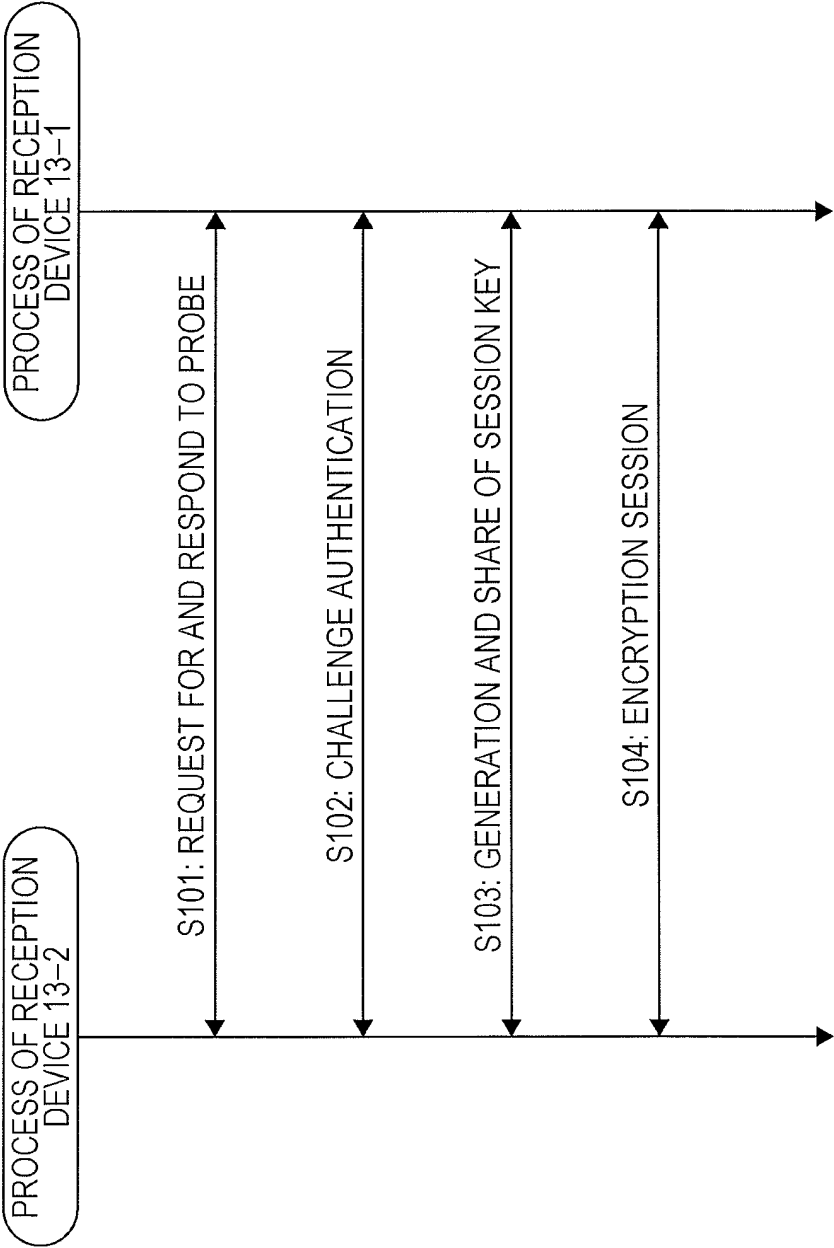 PROCESS OF RECEPTION
DEVICE 13-2
PROCESS OF RECEPTION
DEVICE 13-1
S101: REQUEST FOR AND RESPOND TO PROBE
S102: CHALLENGE AUTHENTICATION
S103: GENERATION AND SHARE OF SESSION KEY
S104: ENCRYPTION SESSION